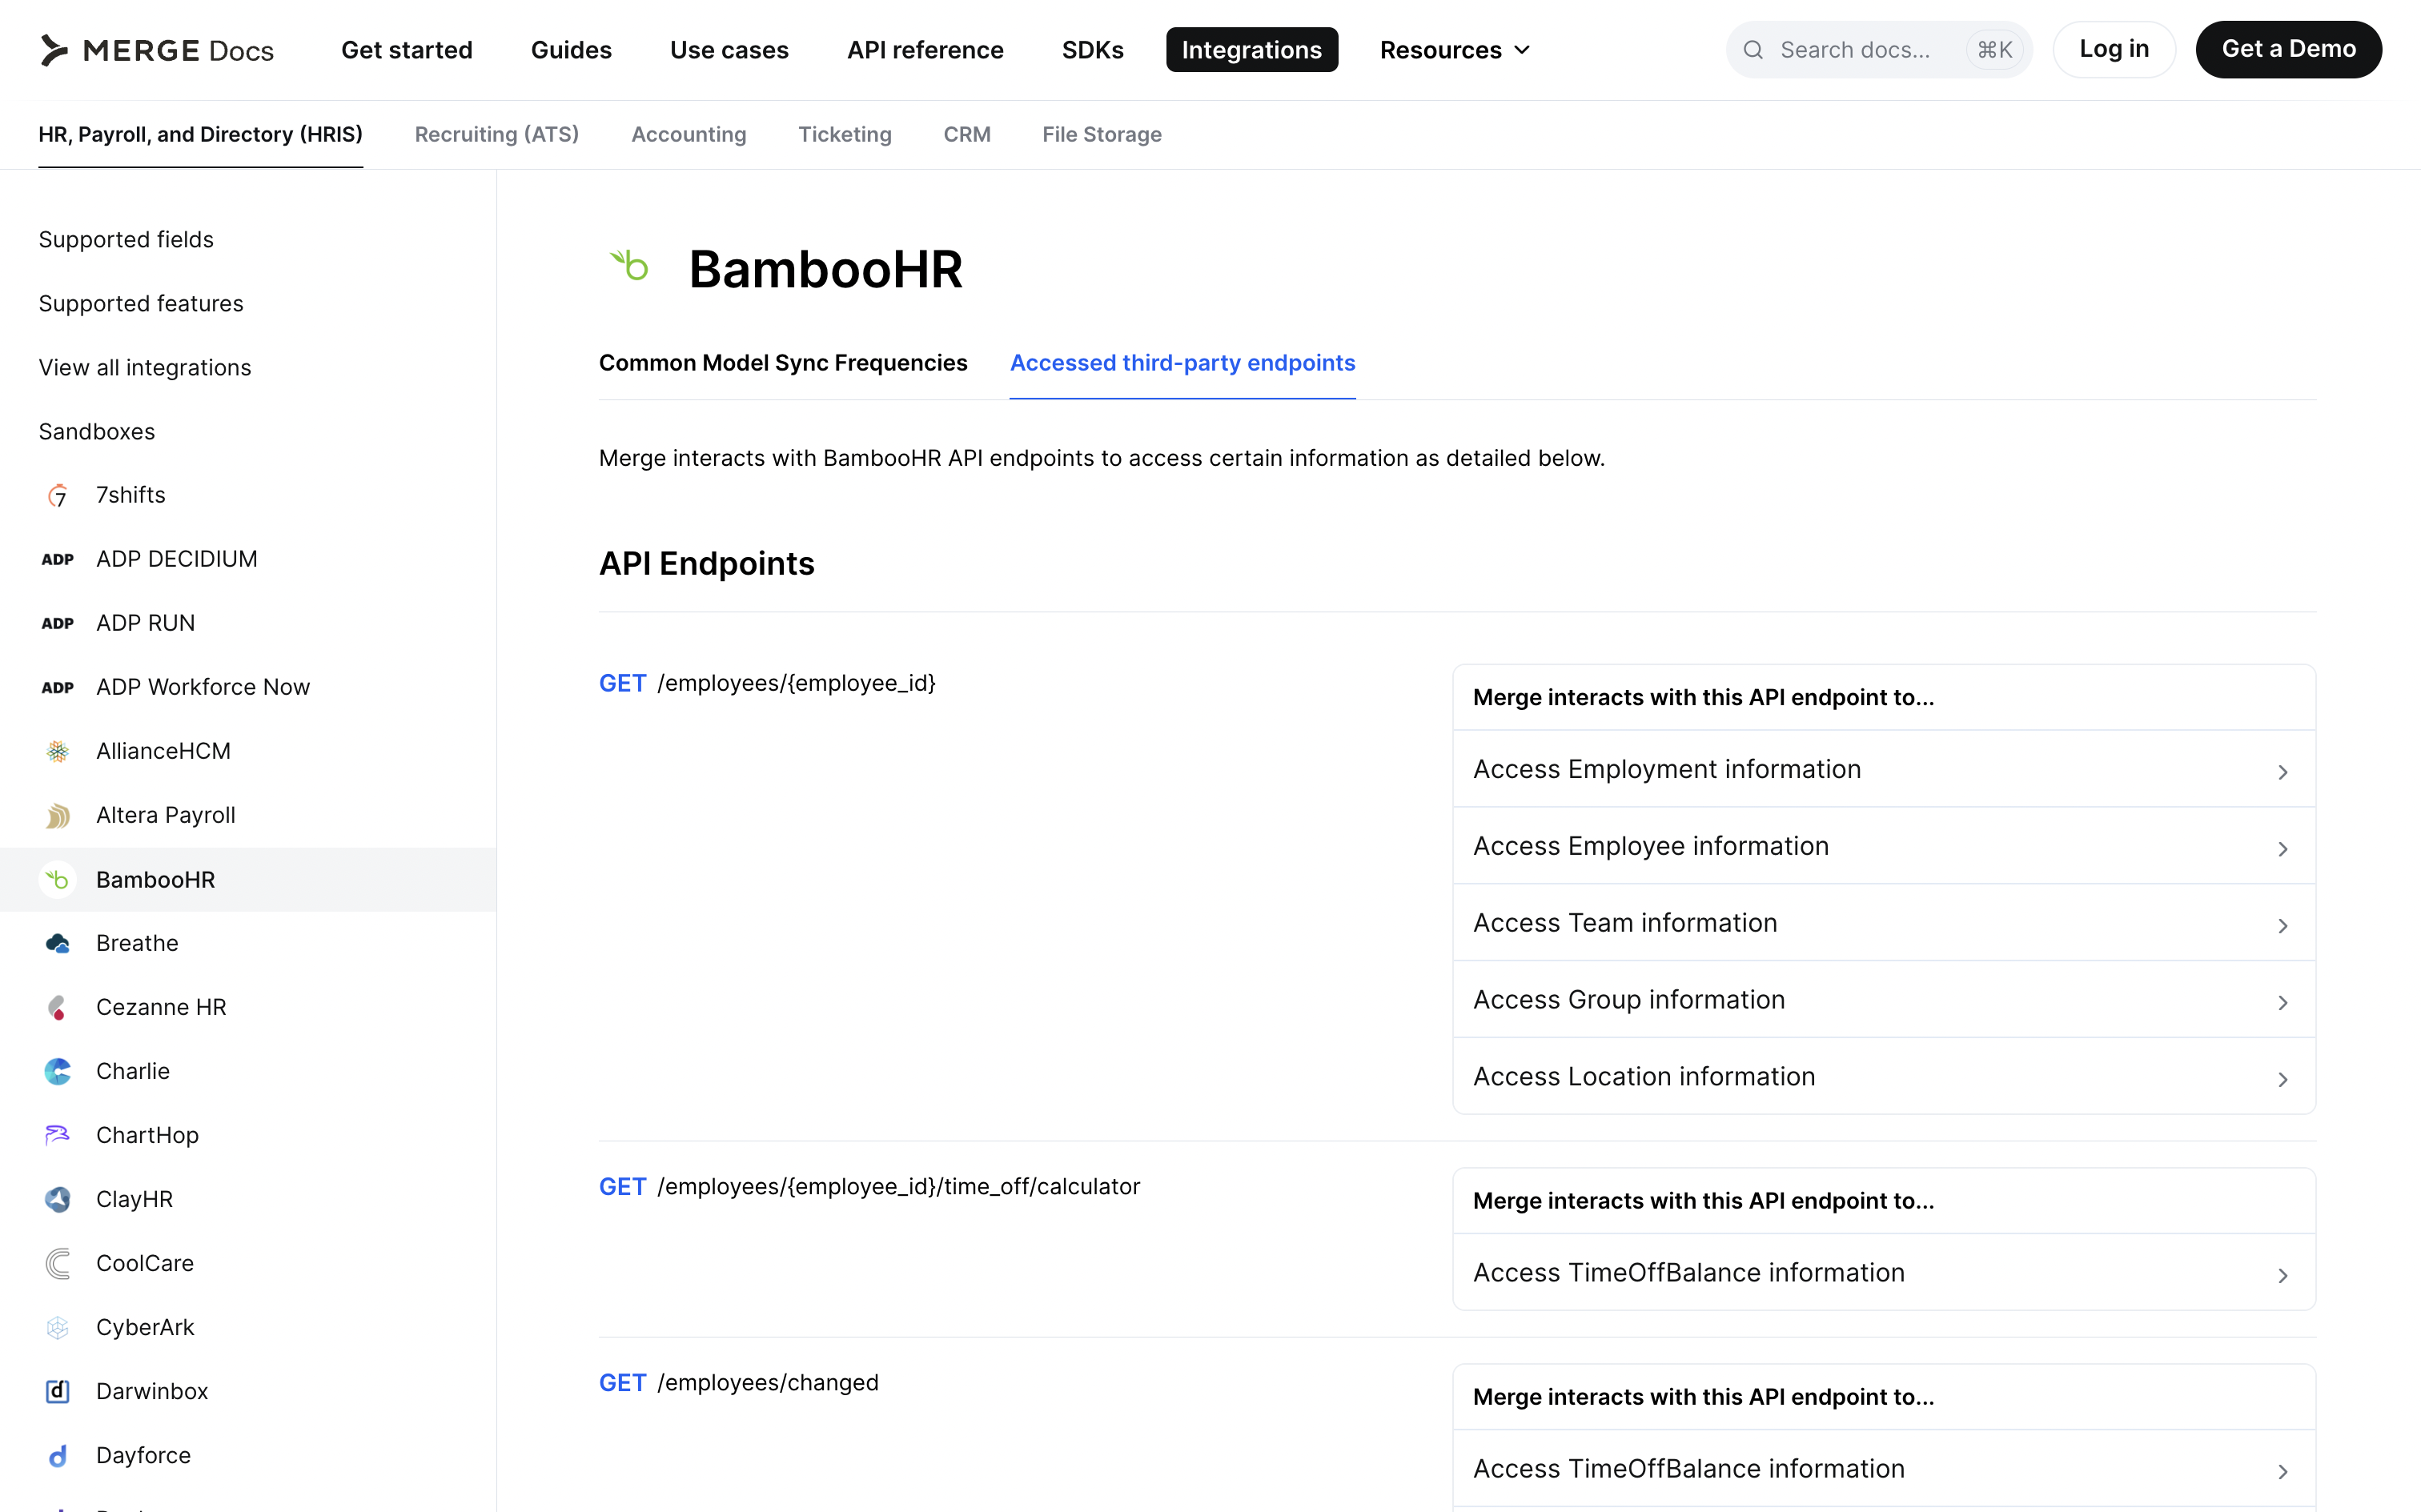 MERGE Docs
Get started
Guides
Use cases
API reference
SDKs
Integrations
Resources
Search docs...
⌘K
Log in
Get a Demo
HR, Payroll, and Directory (HRIS)
Recruiting (ATS)
Accounting
Ticketing
CRM
File Storage
Supported fields
Supported features
View all integrations
Sandboxes
7 7shifts
ADP ADP DECIDIUM
ADP ADP RUN
ADP ADP Workforce Now
AllianceHCM
Altera Payroll
b BambooHR
Breathe
Cezanne HR
Charlie
ChartHop
ClayHR
CoolCare
CyberArk
d Darwinbox
d Dayforce
b BambooHR
Common Model Sync Frequencies
Accessed third-party endpoints
Merge interacts with BambooHR API endpoints to access certain information as detailed below.
API Endpoints
GET /employees/{employee_id}
Merge interacts with this API endpoint to...
Access Employment information
Access Employee information
Access Team information
Access Group information
Access Location information
GET /employees/{employee_id}/time_off/calculator
Merge interacts with this API endpoint to...
Access TimeOffBalance information
GET /employees/changed
Merge interacts with this API endpoint to...
Access TimeOffBalance information